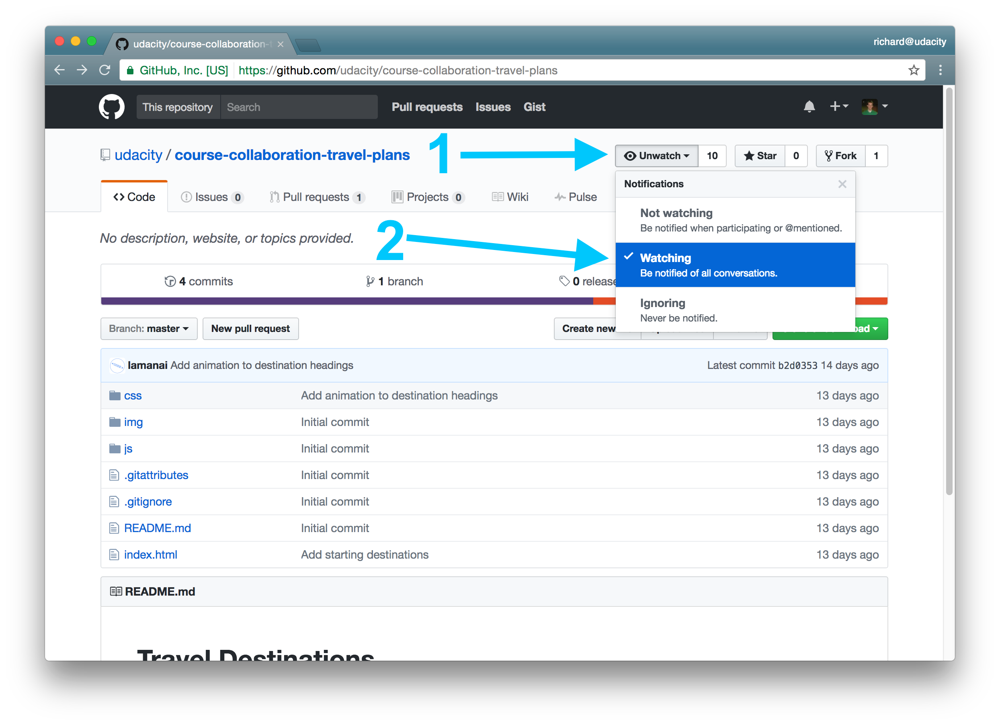 udacity/course-collaboration-t
richard@udacity
GitHub, Inc. [US] https://github.com/udacity/course-collaboration-travel-plans
This repository Search Pull requests Issues Gist
udacity / course-collaboration-travel-plans 1 Unwatch 10 Star 0 Fork 1
Notifications
Code Issues 0 Pull requests 1 Projects 0 Wiki Pulse
Not watching
Be notified when participating or @mentioned.
No description, website, or topics provided. 2
Watching
Be notified of all conversations.
4 commits 1 branch 0 release
Ignoring
Never be notified.
Branch: master New pull request Create new
lamanai Add animation to destination headings Latest commit b2d0353 14 days ago
css Add animation to destination headings 13 days ago
img Initial commit 13 days ago
js Initial commit 13 days ago
.gitattributes Initial commit 13 days ago
.gitignore Initial commit 13 days ago
README.md Initial commit 13 days ago
index.html Add starting destinations 13 days ago
README.md
Travel Destinations